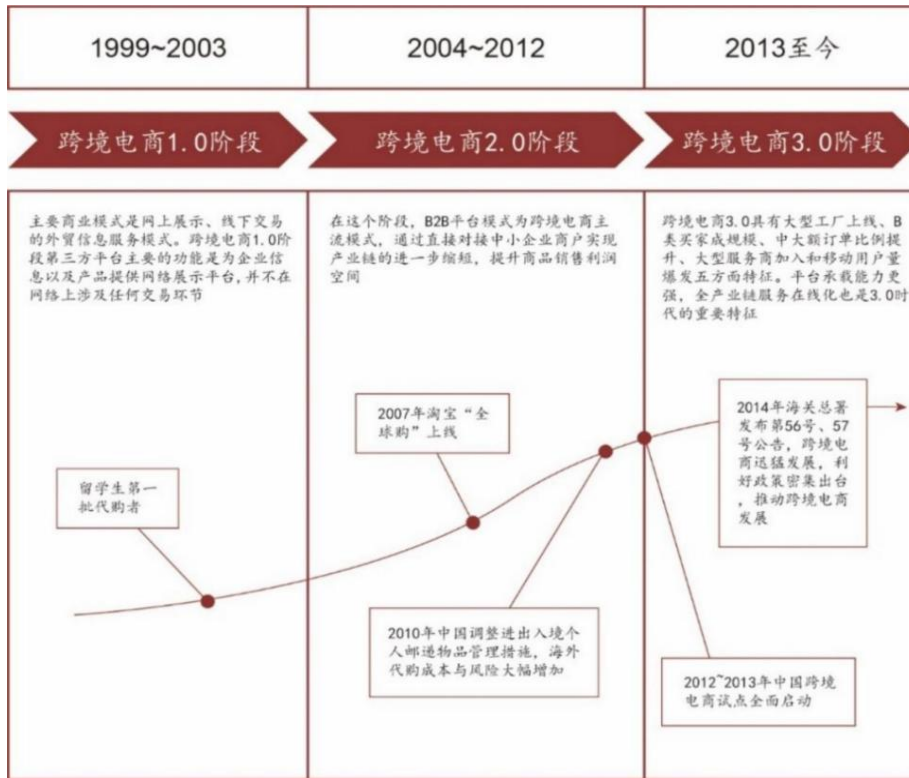 1999~2003
2004~2012
2013至今
跨境电商1.0阶段
跨境电商2.0阶段
跨境电商3.0阶段
主要商业模式是网上展示、线下交易
的外贸信息服务模式。跨境电商1.0阶
段第三方平台主要的功能是为企业信
息以及产品提供网络展示平台,并不在
网络上涉及任何交易环节
在这个阶段，B2B平台模式为跨境电商主
流模式，通过直接对接中小企业商户实现
产业链的进一步缩短，提升商品销售利润
空间
跨境电商3.0具有大型工厂上线、B
类买家成规模、中大额订单比例提
升、大型服务商加入和移动用户量
爆发五方面特征。平台承载能力更
强，全产业链服务在线化也是3.0时
代的重要特征
留学生第一
批代购者
2007年淘宝“全
球购”上线
2010年中国调整进出入境个
人邮递物品管理措施，海外
代购成本与风险大幅增加
2014年海关总署
发布第56号、57
号公告，跨境电
商迅猛发展，利
好政策密集出台
，推动跨境电商
发展
2012~2013年中国跨境
电商试点全面启动